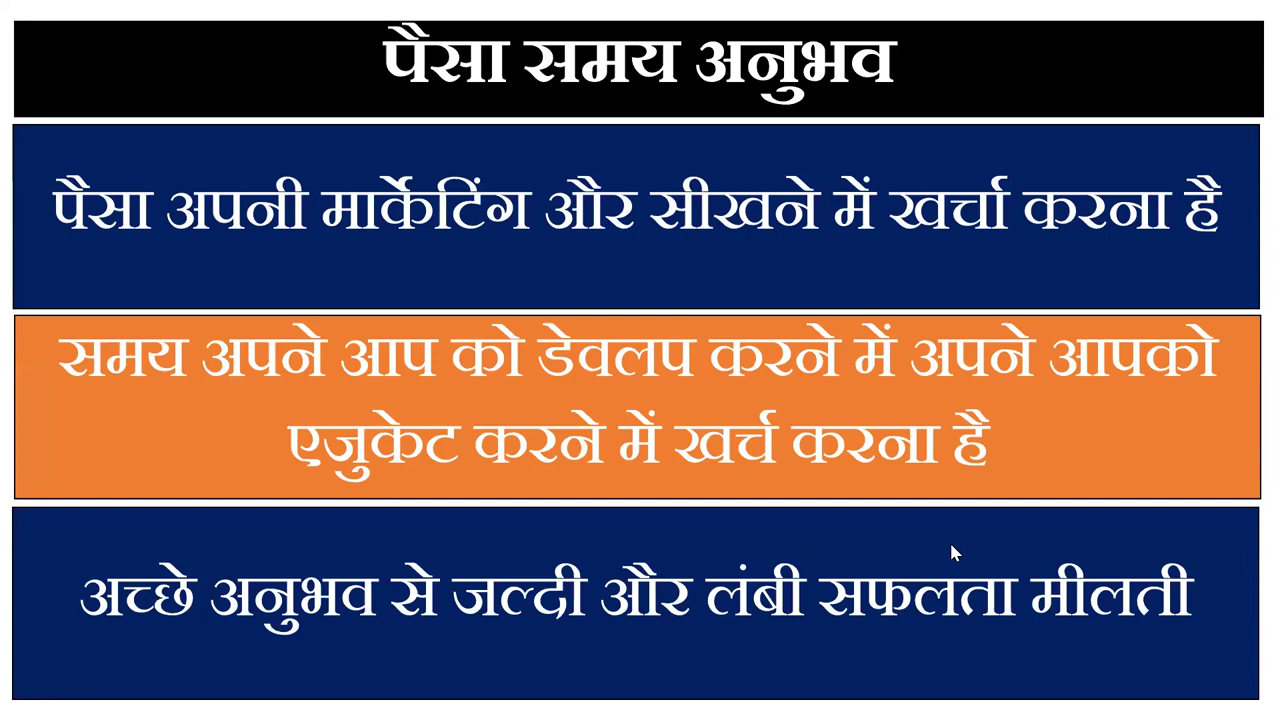 पैसा समय अनुभव
पैसा अपनी मार्केटिंग और सीखने में खर्चा करना है
समय अपने आप को डेवलप करने में अपने आपको
एजुकेट करने में खर्च करना है
अच्छे अनुभव से जल्दी और लंबी सफलता मीलती